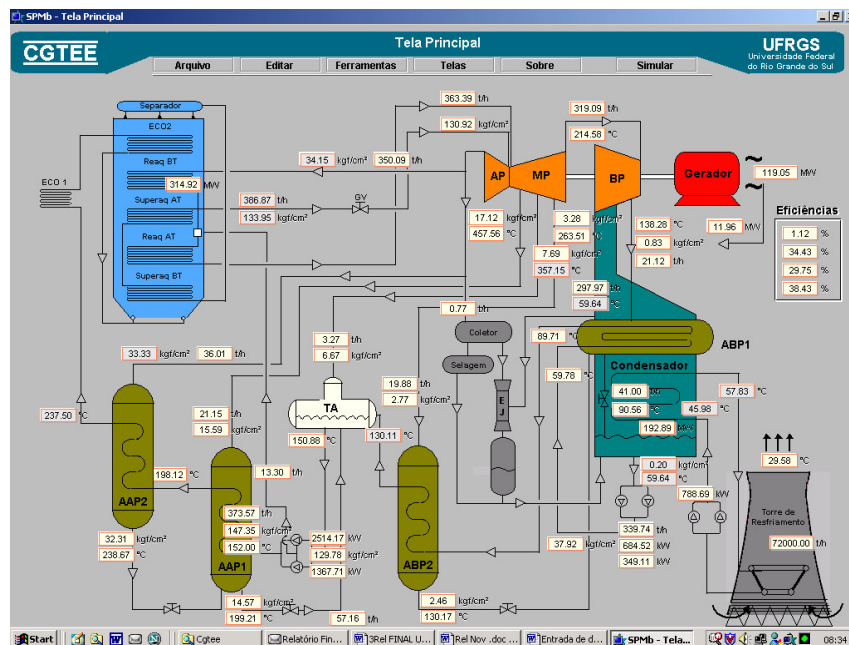 SPMb - Tela Principal
CGTEE
Tela Principal
UFRGS
Universidade Federal
do Rio Grande do Sul
Arquivo Editar Ferramentas Telas Sobre Simular
Separador
ECO2
Reaq BT
314.92 MW
Superaq AT
Reaq AT
Superaq BT
ECO 1
363.39 t/h
130.92 kgf/cm²
34.15 kgf/cm² 350.09 t/h
386.87 t/h
133.95 kgf/cm²
GV
319.09 t/h
214.58 °C
AP
MP
BP
Gerador
119.05 MW
11.96 MW
Eficiências
1.12 %
34.43 %
29.75 %
38.43 %
17.12 kgf/cm²
457.56 °C
3.28 kgf/cm²
263.51 °C
7.69 kgf/cm²
357.15 °C
138.28 °C
0.83 kgf/cm²
21.12 t/h
297.97 t/h
59.64 °C
0.77 t/h
Coletor
Selagem
EJ
89.71 °C
59.78 °C
ABP1
Condensador
41.00 t/h
90.56 °C
45.98 °C
57.83 °C
192.89 MW
3.27 t/h
6.67 kgf/cm²
TA
150.88 °C
130.11 °C
19.88 t/h
2.77 kgf/cm²
33.33 kgf/cm² 36.01 t/h
237.50 °C
21.15 t/h
15.59 kgf/cm²
198.12 °C
13.30 t/h
AAP2
AAP1
ABP2
373.57 t/h
147.35 kgf/cm²
152.00 °C
2514.17 kW
129.78 kgf/cm²
1367.71 kW
32.31 kgf/cm²
238.67 °C
14.57 kgf/cm²
199.21 °C
57.16 t/h
2.46 kgf/cm²
130.17 °C
37.92 kgf/cm²
0.20 kgf/cm²
59.64 °C
339.74 t/h
684.52 kW
349.11 kW
788.69 kW
29.58 °C
Torre de
Resfriamento
72000.00 t/h
Start Cgtee Relatório Fin... 3Rel FINAL U... Rel Nov .doc ... Entrada de d... SPMb - Tela... 08:34